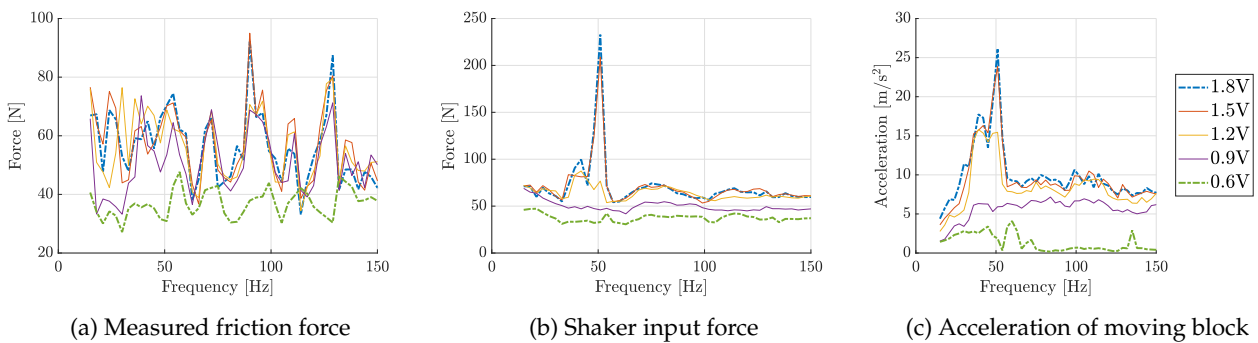 100
80
60
40
20
0
50
100
150
Force [N]
Frequency [Hz]
(a) Measured friction force
250
200
150
100
50
0
0
50
100
150
Force [N]
Frequency [Hz]
(b) Shaker input force
30
25
20
15
10
5
0
0
50
100
150
Acceleration [m/s²]
Frequency [Hz]
(c) Acceleration of moving block
1.8V
1.5V
1.2V
0.9V
0.6V